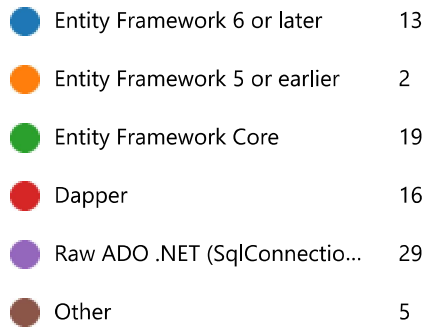 Entity Framework 6 or later 13
Entity Framework 5 or earlier 2
Entity Framework Core 19
Dapper 16
Raw ADO .NET (SqlConnectio... 29
Other 5